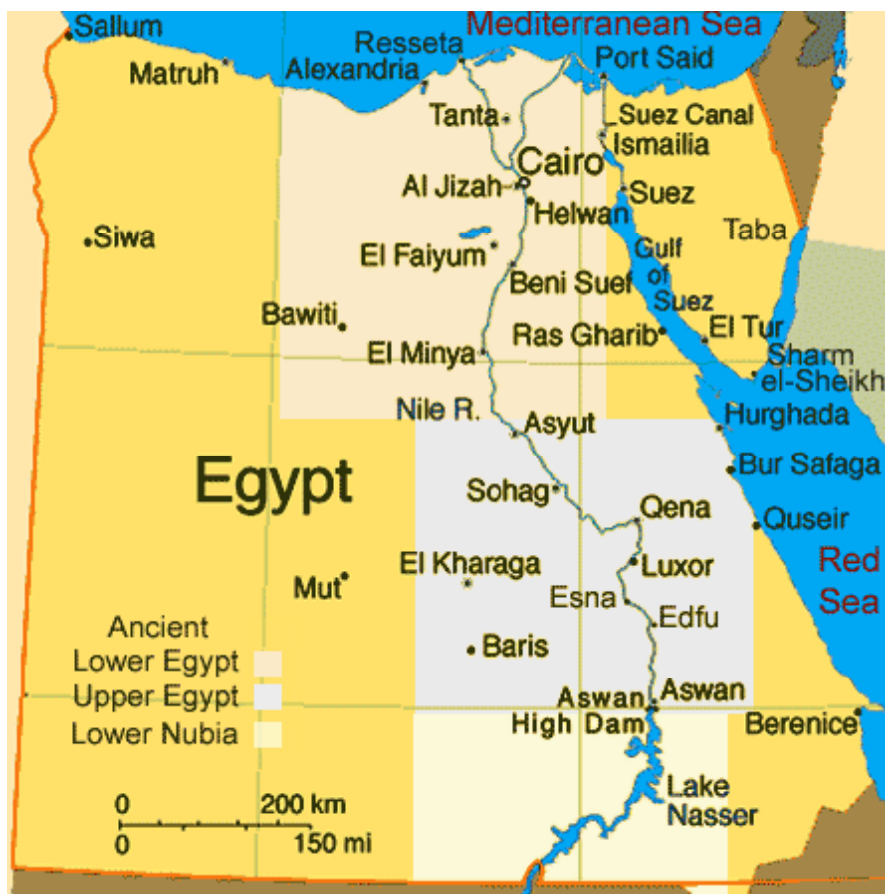 Mediterranean Sea
Sallum
Resseta
Matruh
Alexandria
Port Said
Tanta
Suez Canal
Ismailia
Cairo
Al Jizah
Suez
Helwan
Siwa
Taba
El Faiyum
Gulf
of
Suez
Beni Suef
Bawiti
Ras Gharib
El Tur
El Minya
Sharm
el-Sheikh
Nile R.
Hurghada
Asyut
Egypt
Bur Safaga
Sohag
Qena
Quseir
El Kharaga
Luxor
Red
Sea
Mut
Esna
Edfu
Ancient
Lower Egypt
Upper Egypt
Lower Nubia
Baris
Aswan
Aswan
High Dam
Berenice
Lake
Nasser
0 200 km
0 150 mi